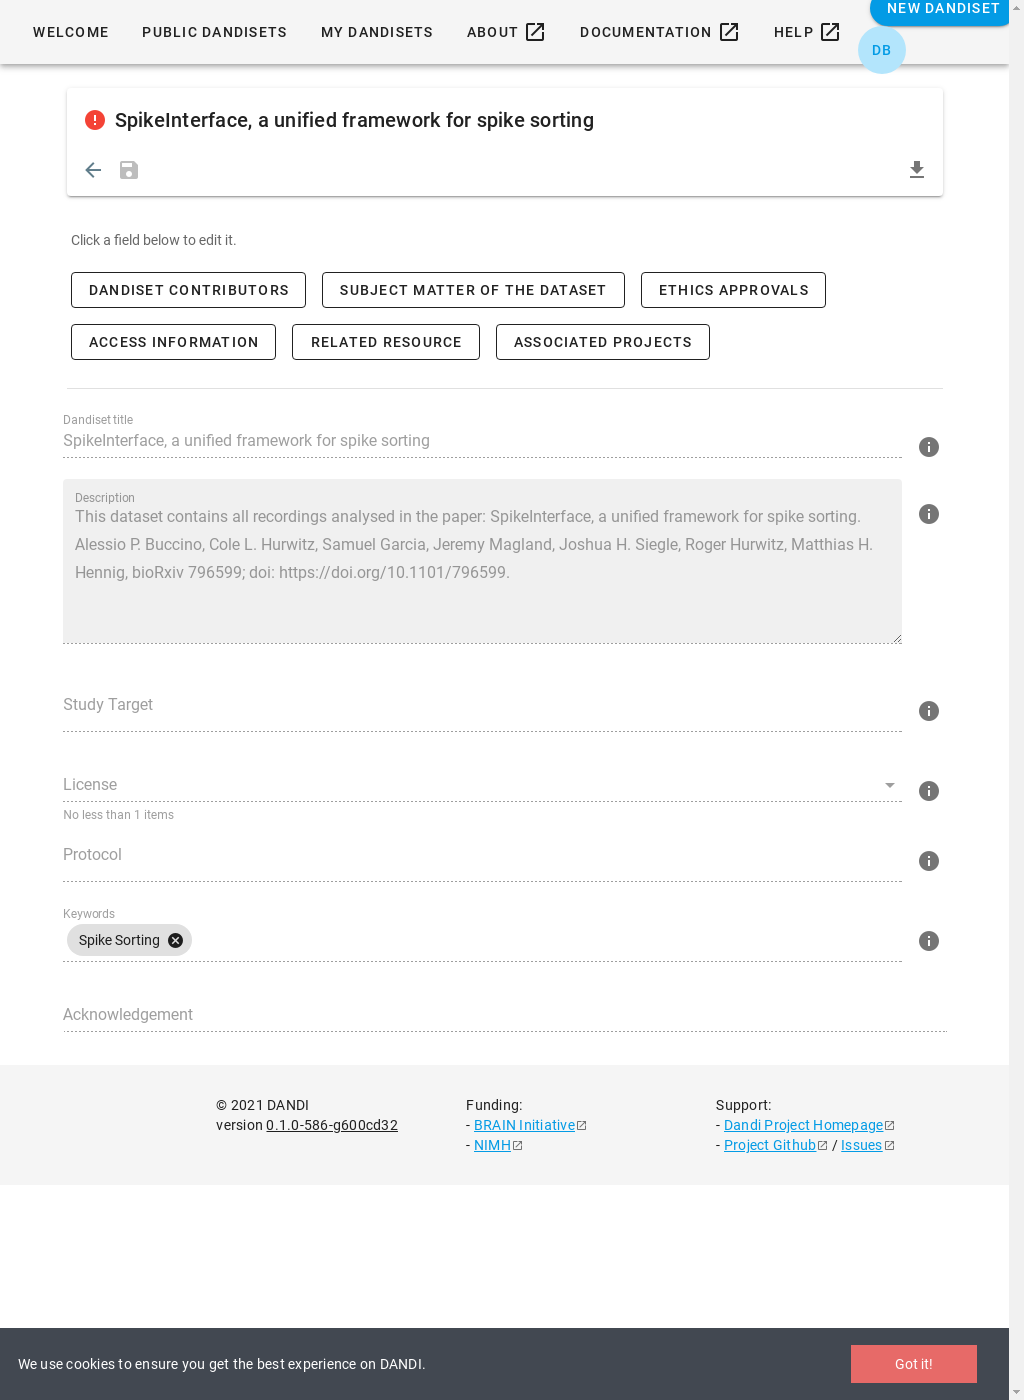 WELCOME PUBLIC DANDISETS MY DANDISETS ABOUT DOCUMENTATION HELP NEW DANDISET
DB
SpikeInterface, a unified framework for spike sorting
Click a field below to edit it.
DANDISET CONTRIBUTORS SUBJECT MATTER OF THE DATASET ETHICS APPROVALS
ACCESS INFORMATION RELATED RESOURCE ASSOCIATED PROJECTS
Dandiset title
SpikeInterface, a unified framework for spike sorting
Description
This dataset contains all recordings analysed in the paper: SpikeInterface, a unified framework for spike sorting.
Alessio P. Buccino, Cole L. Hurwitz, Samuel Garcia, Jeremy Magland, Joshua H. Siegle, Roger Hurwitz, Matthias H.
Hennig, bioRxiv 796599; doi: https://doi.org/10.1101/796599.
Study Target
License
No less than 1 items
Protocol
Keywords
Spike Sorting
Acknowledgement
© 2021 DANDI
version 0.1.0-586-g600cd32
Funding:
- BRAIN Initiative
- NIMH
Support:
- Dandi Project Homepage
- Project Github / Issues
We use cookies to ensure you get the best experience on DANDI.
Got it!